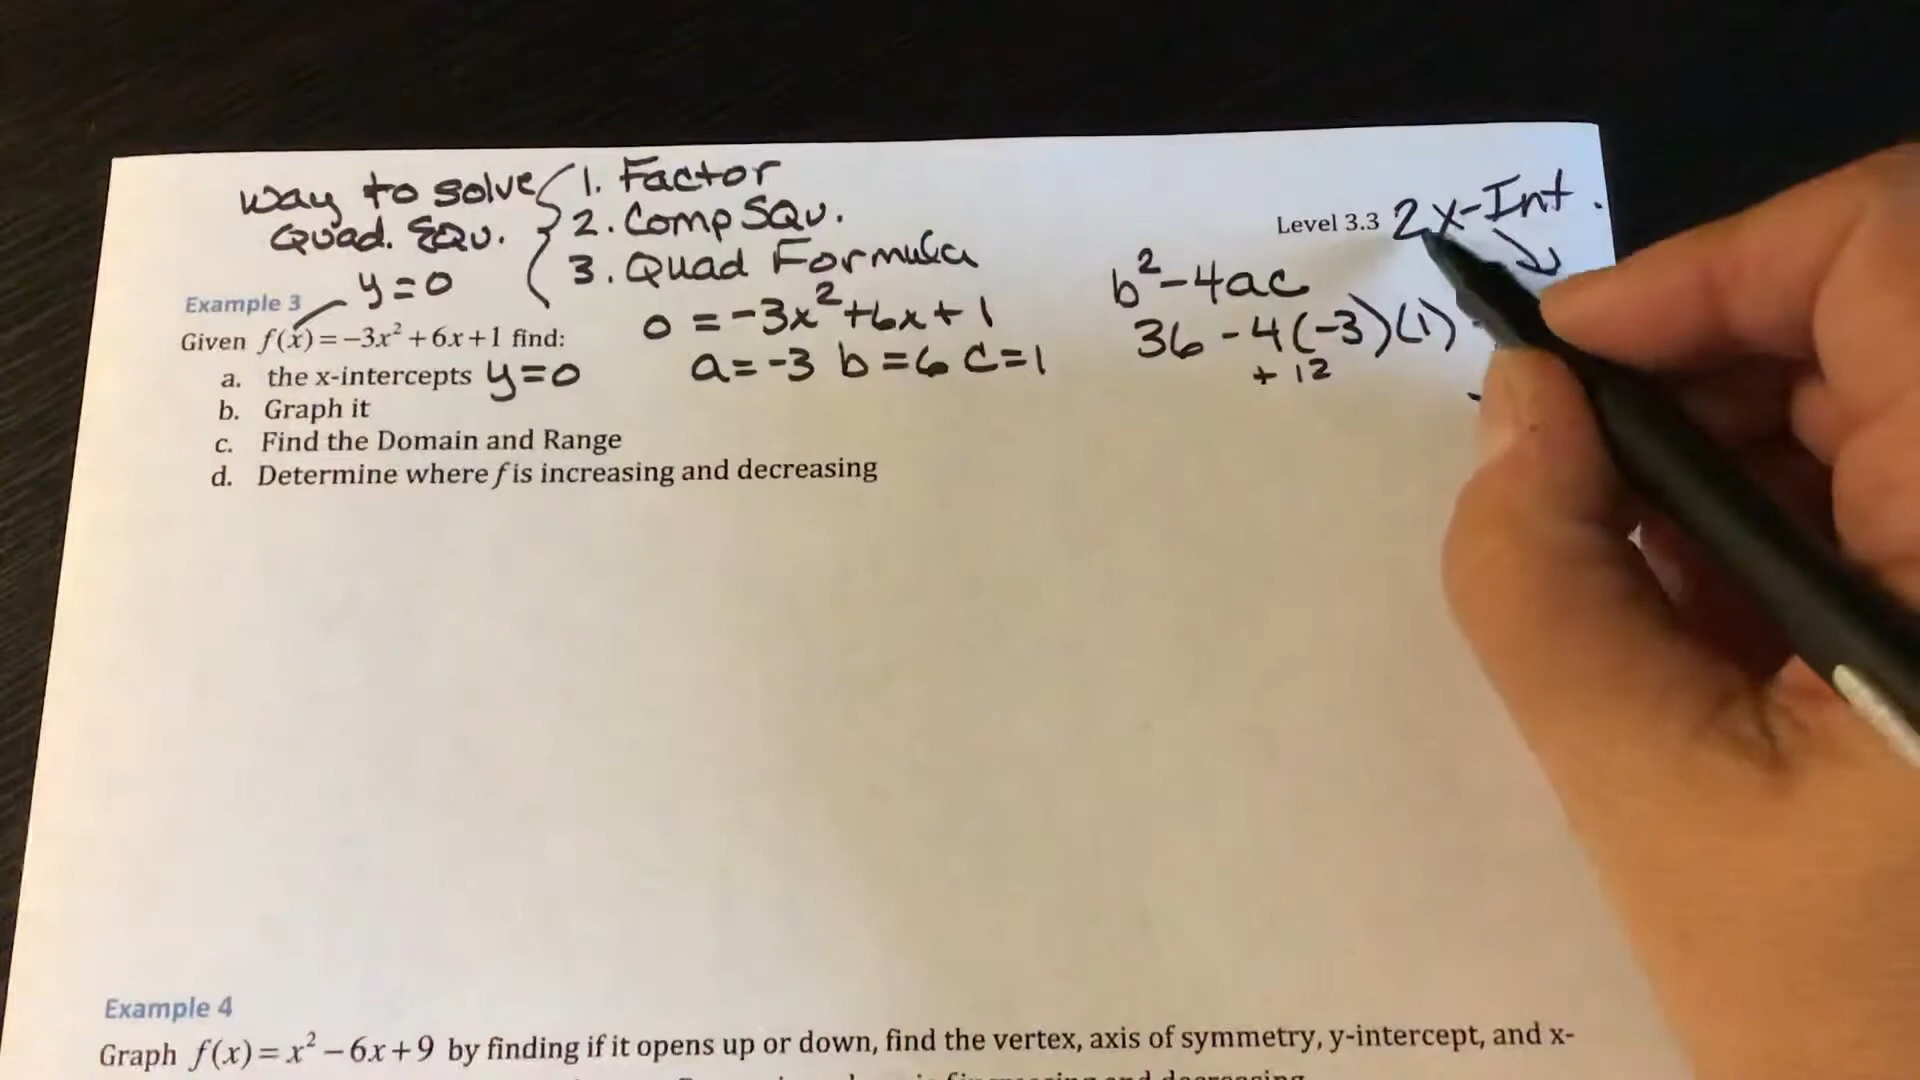 way to solve 1. Factor
Quad. Equ. 2. Comp Squ.
3. Quad Formula
Level 3.3 2 x-Int.
y=0
b²-4ac
Example 3
0 = -3x²+6x+1
36 -4(-3)(1)
Given f(x)=-3x²+6x+1 find:
a=-3 b=6 c=1
+12
a. the x-intercepts y=0
b. Graph it
c. Find the Domain and Range
d. Determine where f is increasing and decreasing
Example 4
Graph f(x)=x²-6x+9 by finding if it opens up or down, find the vertex, axis of symmetry, y-intercept, and x-